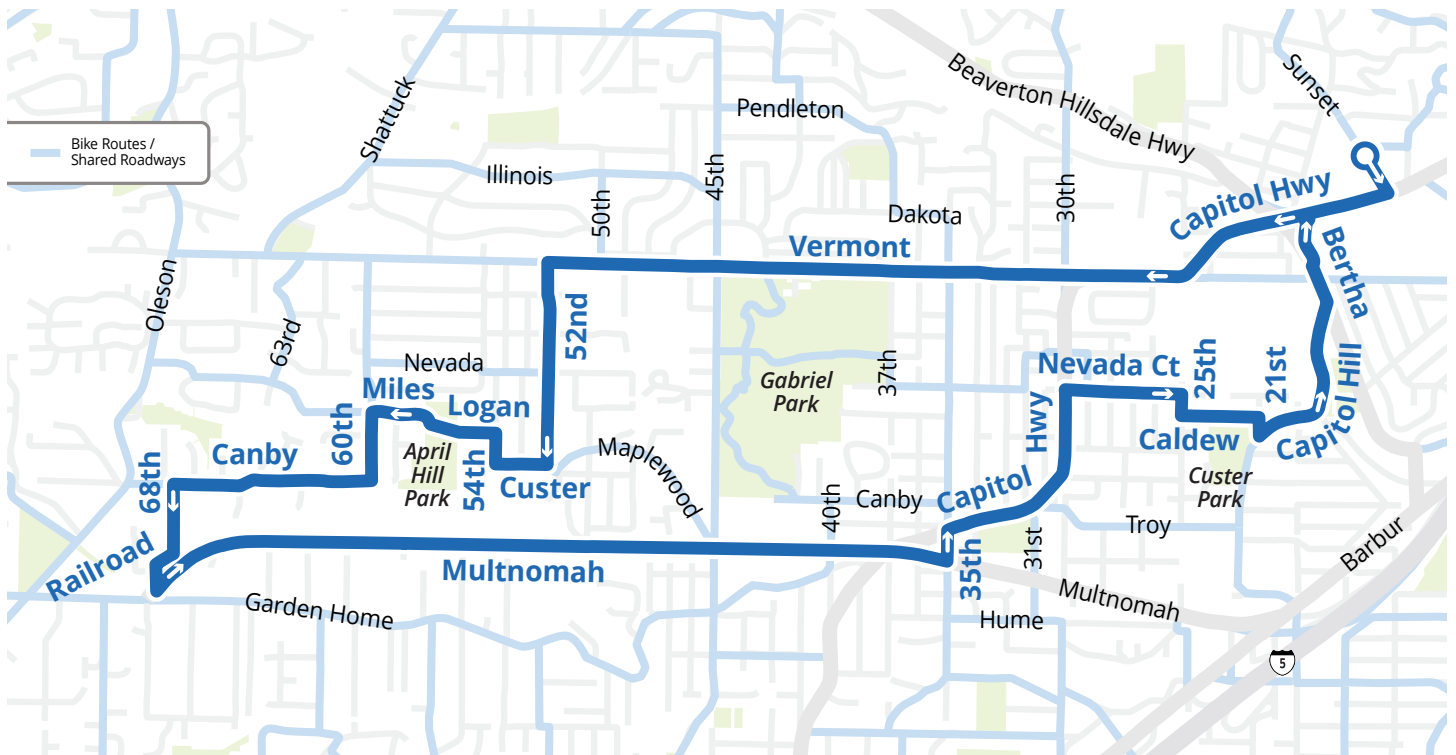 Bike Routes /
Shared Roadways
Shattuck
Pendleton
Beaverton Hillsdale Hwy
Sunset
Illinois
50th
45th
30th
Dakota
Capitol Hwy
Vermont
Bertha
Oleson
63rd
52nd
Nevada
Miles
Logan
Gabriel
Park
37th
Nevada Ct
25th
21st
Capitol Hill
60th
Canby
68th
April
Hill
Park
54th
Custer
Maplewood
Hwy
Capitol
Caldew
Custer
Park
40th
Canby
Troy
31st
35th
Barbur
Railroad
Multnomah
Garden Home
Multnomah
Hume
5